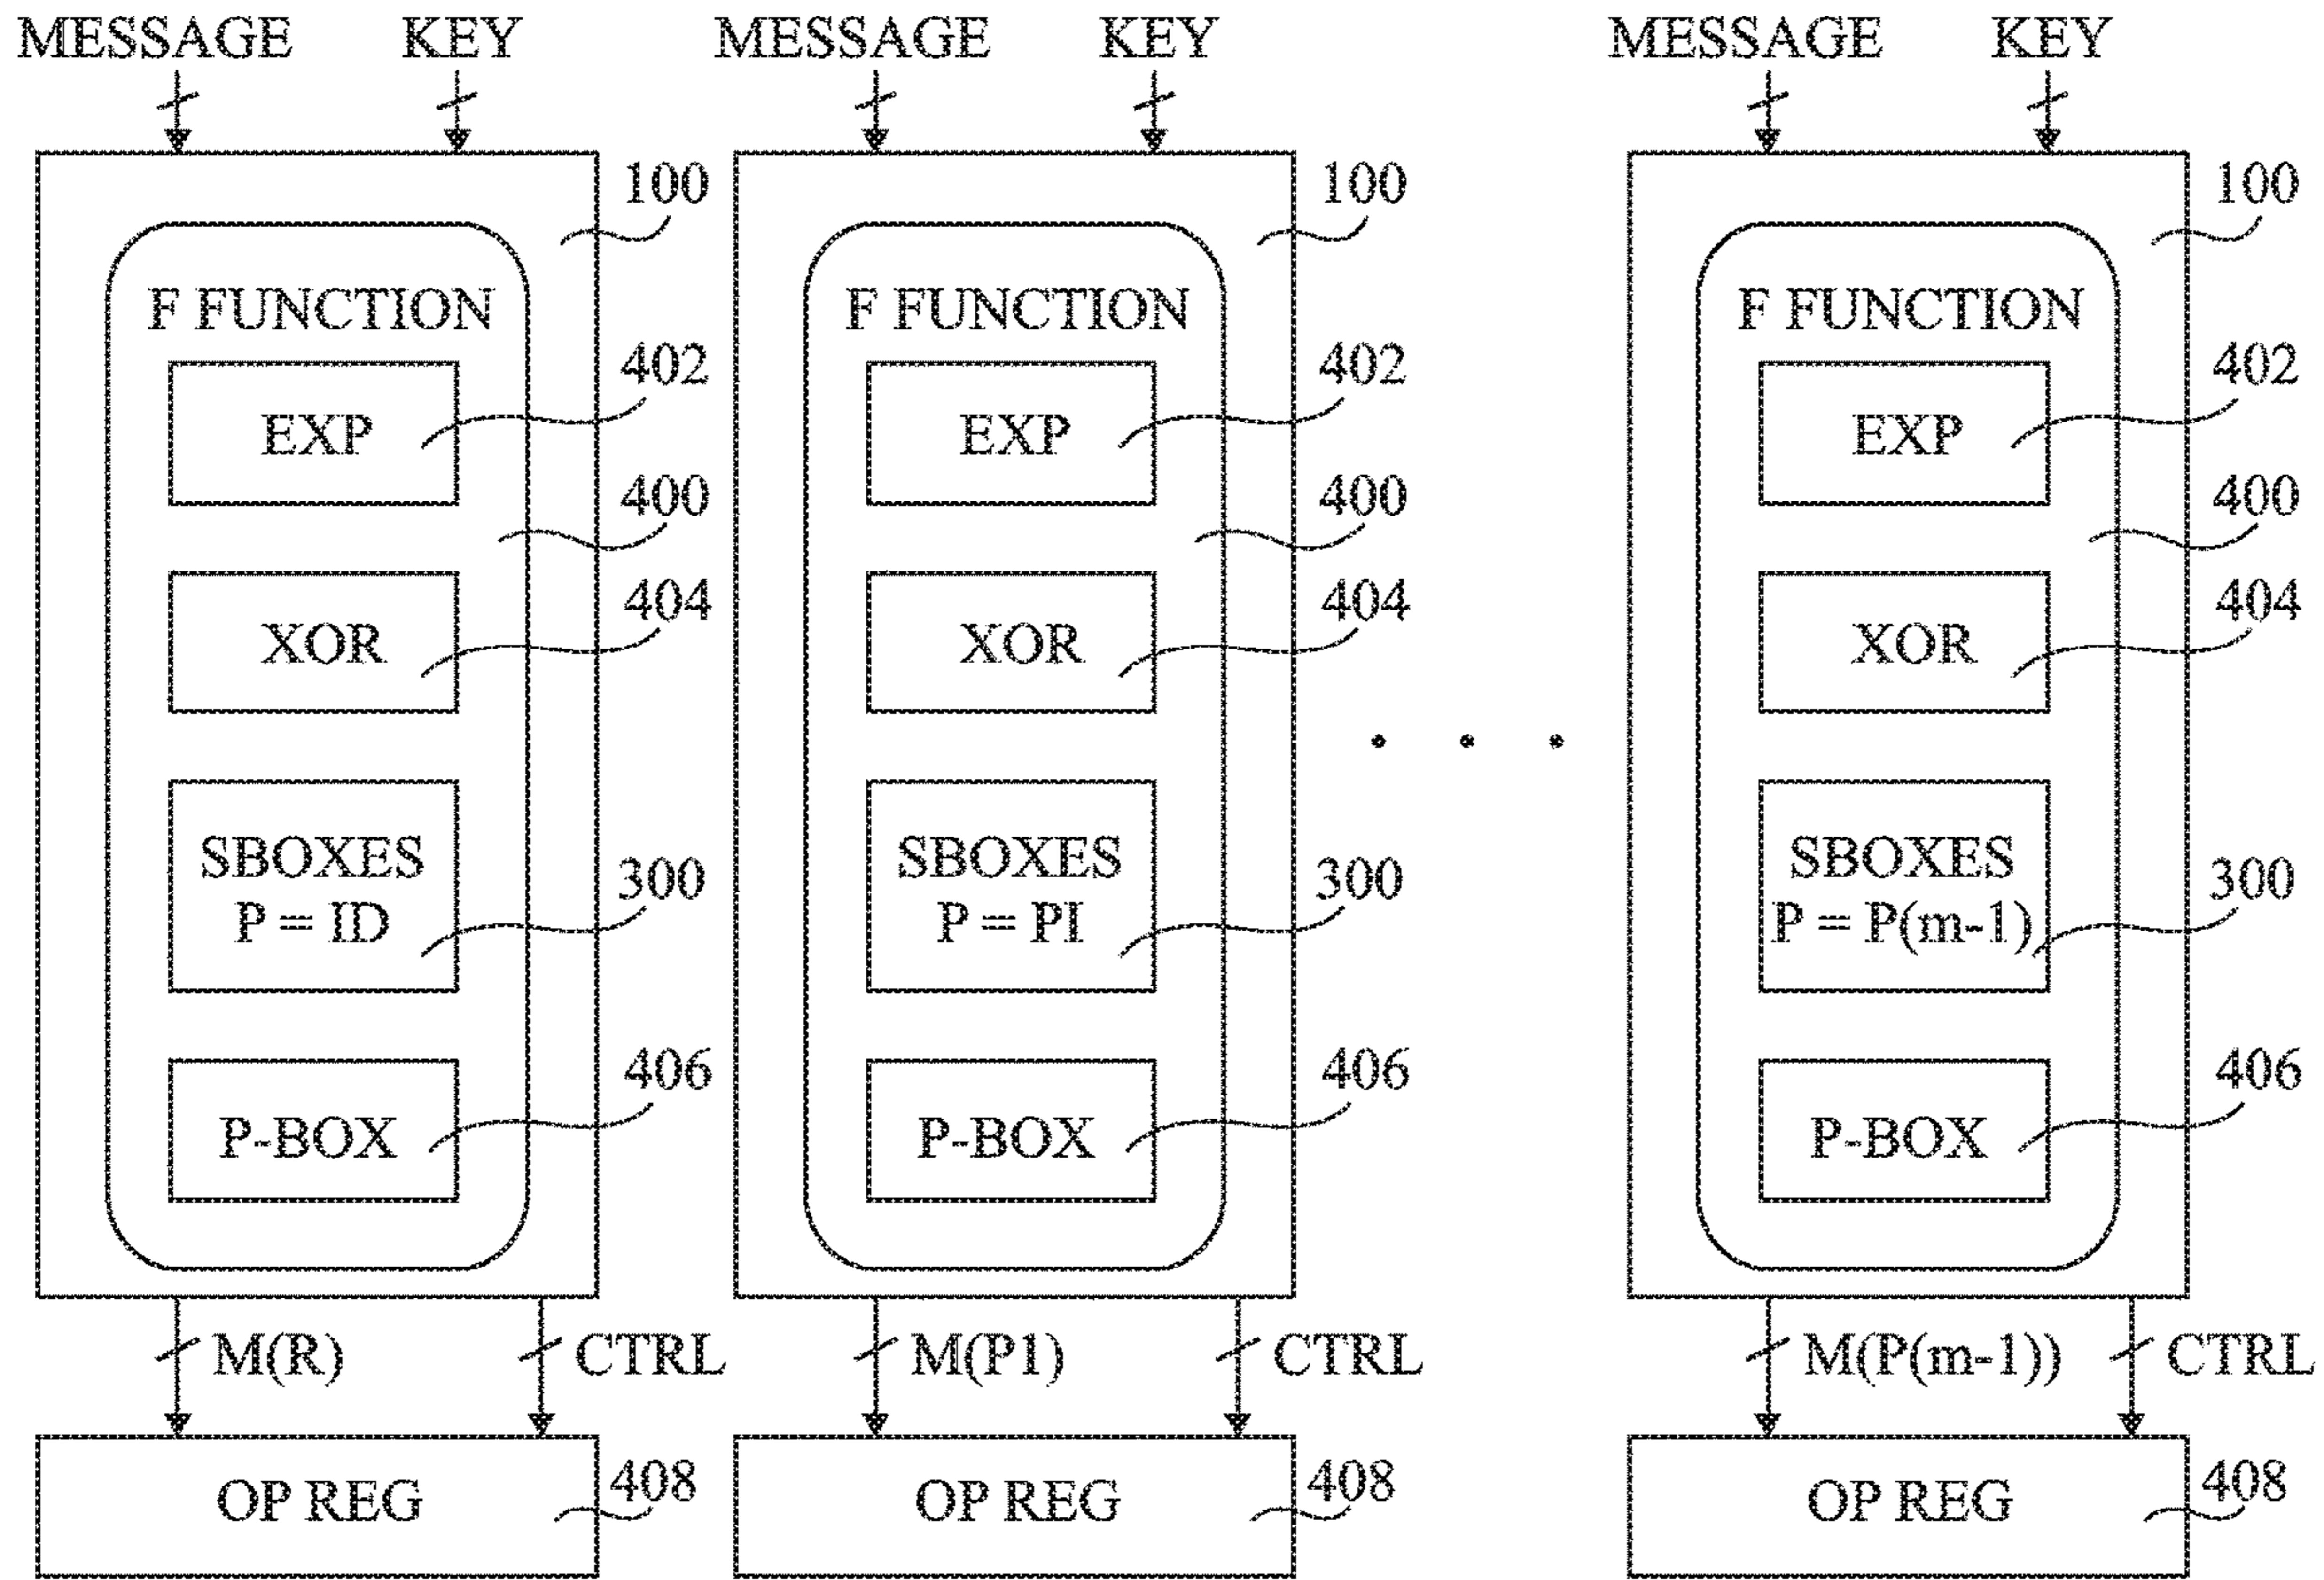 MESSAGE KEY MESSAGE KEY MESSAGE KEY
100 100 100
F FUNCTION F FUNCTION F FUNCTION
402 402 402
EXP EXP EXP
400 400 400
404 404 404
XOR XOR XOR
SBOXES SBOXES SBOXES
300 300 300
P = ID P = PI P = P(m-1)
406 406 406
P-BOX P-BOX P-BOX
M(R) CTRL M(P1) CTRL M(P(m-1)) CTRL
408 408 408
OP REG OP REG OP REG